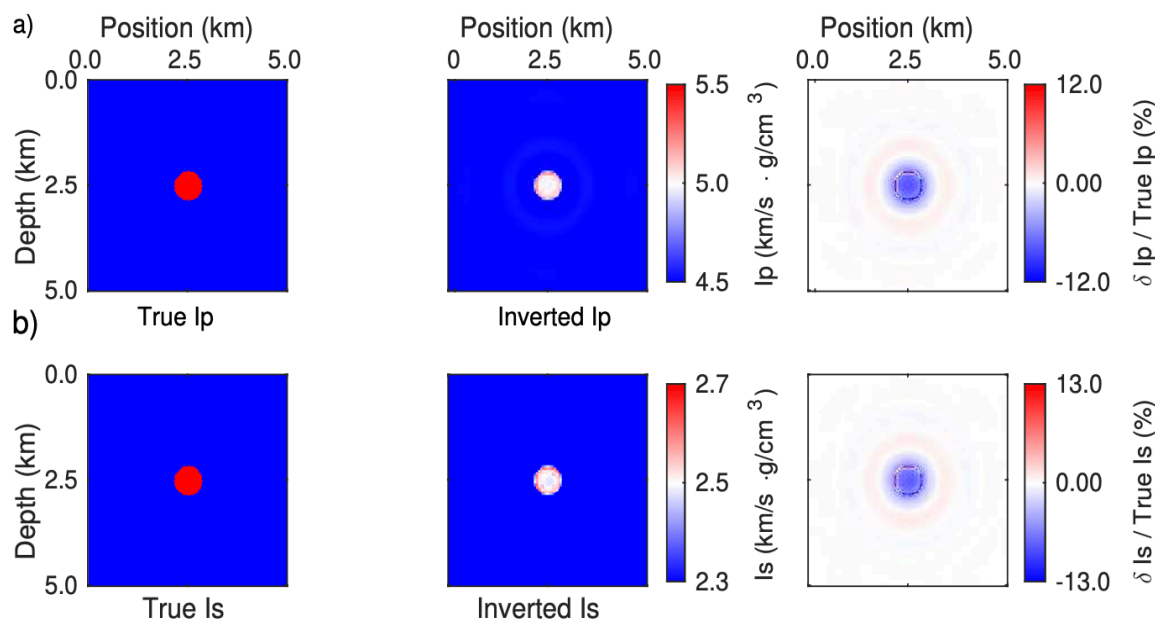 a)
Position (km)
Position (km)
Position (km)
0.0 2.5 5.0
0 2.5 5.0
0.0 2.5 5.0
0.0
2.5
5.0
Depth (km)
5.5
5.0
4.5
Ip (km/s · g/cm 3 )
12.0
0.00
-12.0
δ Ip / True Ip (%)
True Ip
Inverted Ip
b)
0.0
2.5
5.0
Depth (km)
2.7
2.5
2.3
Is (km/s ·g/cm 3 )
13.0
0.00
-13.0
δ Is / True Is (%)
True Is
Inverted Is